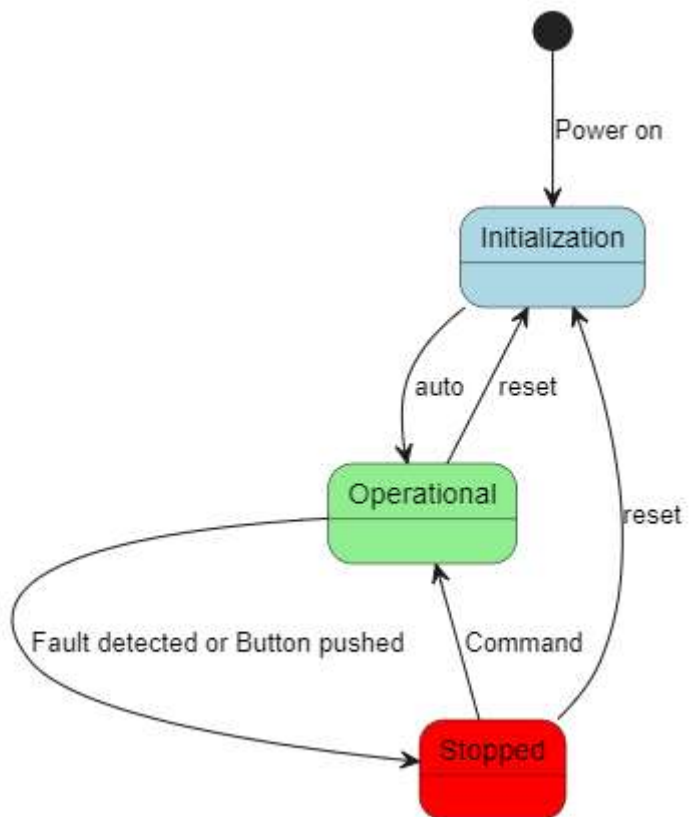 Power on
Initialization
auto
reset
Operational
reset
Fault detected or Button pushed
Command
Stopped